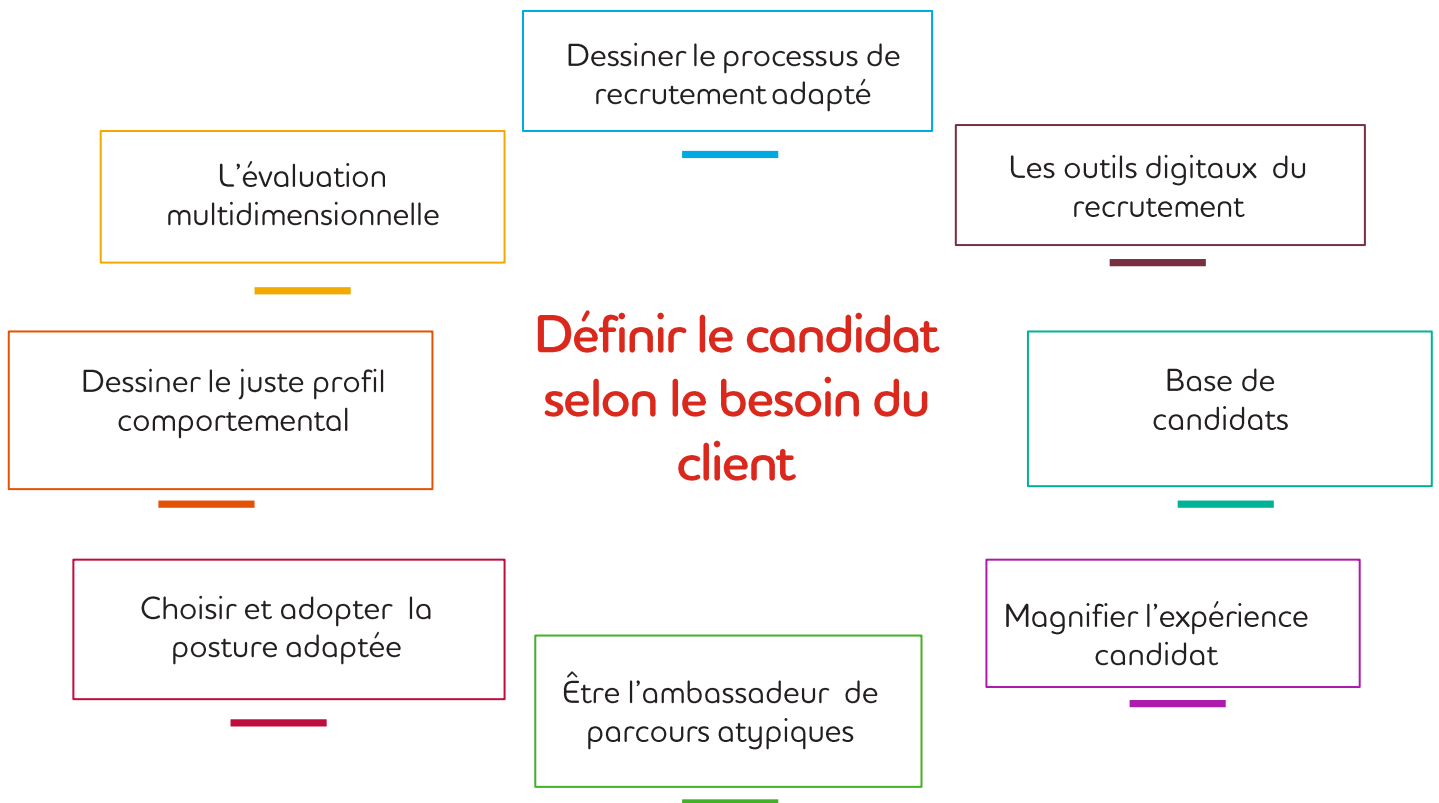 Dessiner le processus de
recrutement adapté
L'évaluation
multidimensionnelle
Les outils digitaux du
recrutement
Définir le candidat
selon le besoin du
client
Dessiner le juste profil
comportemental
Base de
candidats
Choisir et adopter la
posture adaptée
Magnifier l'expérience
candidat
Être l'ambassadeur de
parcours atypiques